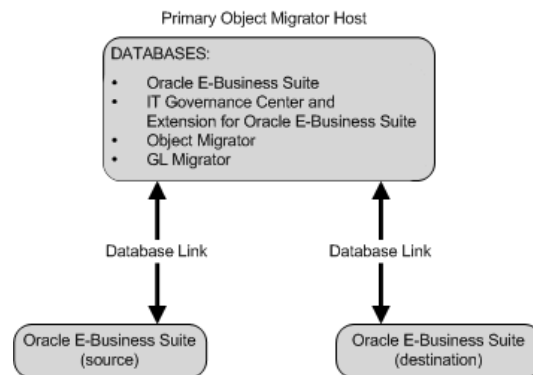 Primary Object Migrator Host
DATABASES:
• Oracle E-Business Suite
• IT Governance Center and
Extension for Oracle E-Business Suite
• Object Migrator
• GL Migrator
Database Link
Database Link
Oracle E-Business Suite
(source)
Oracle E-Business Suite
(destination)